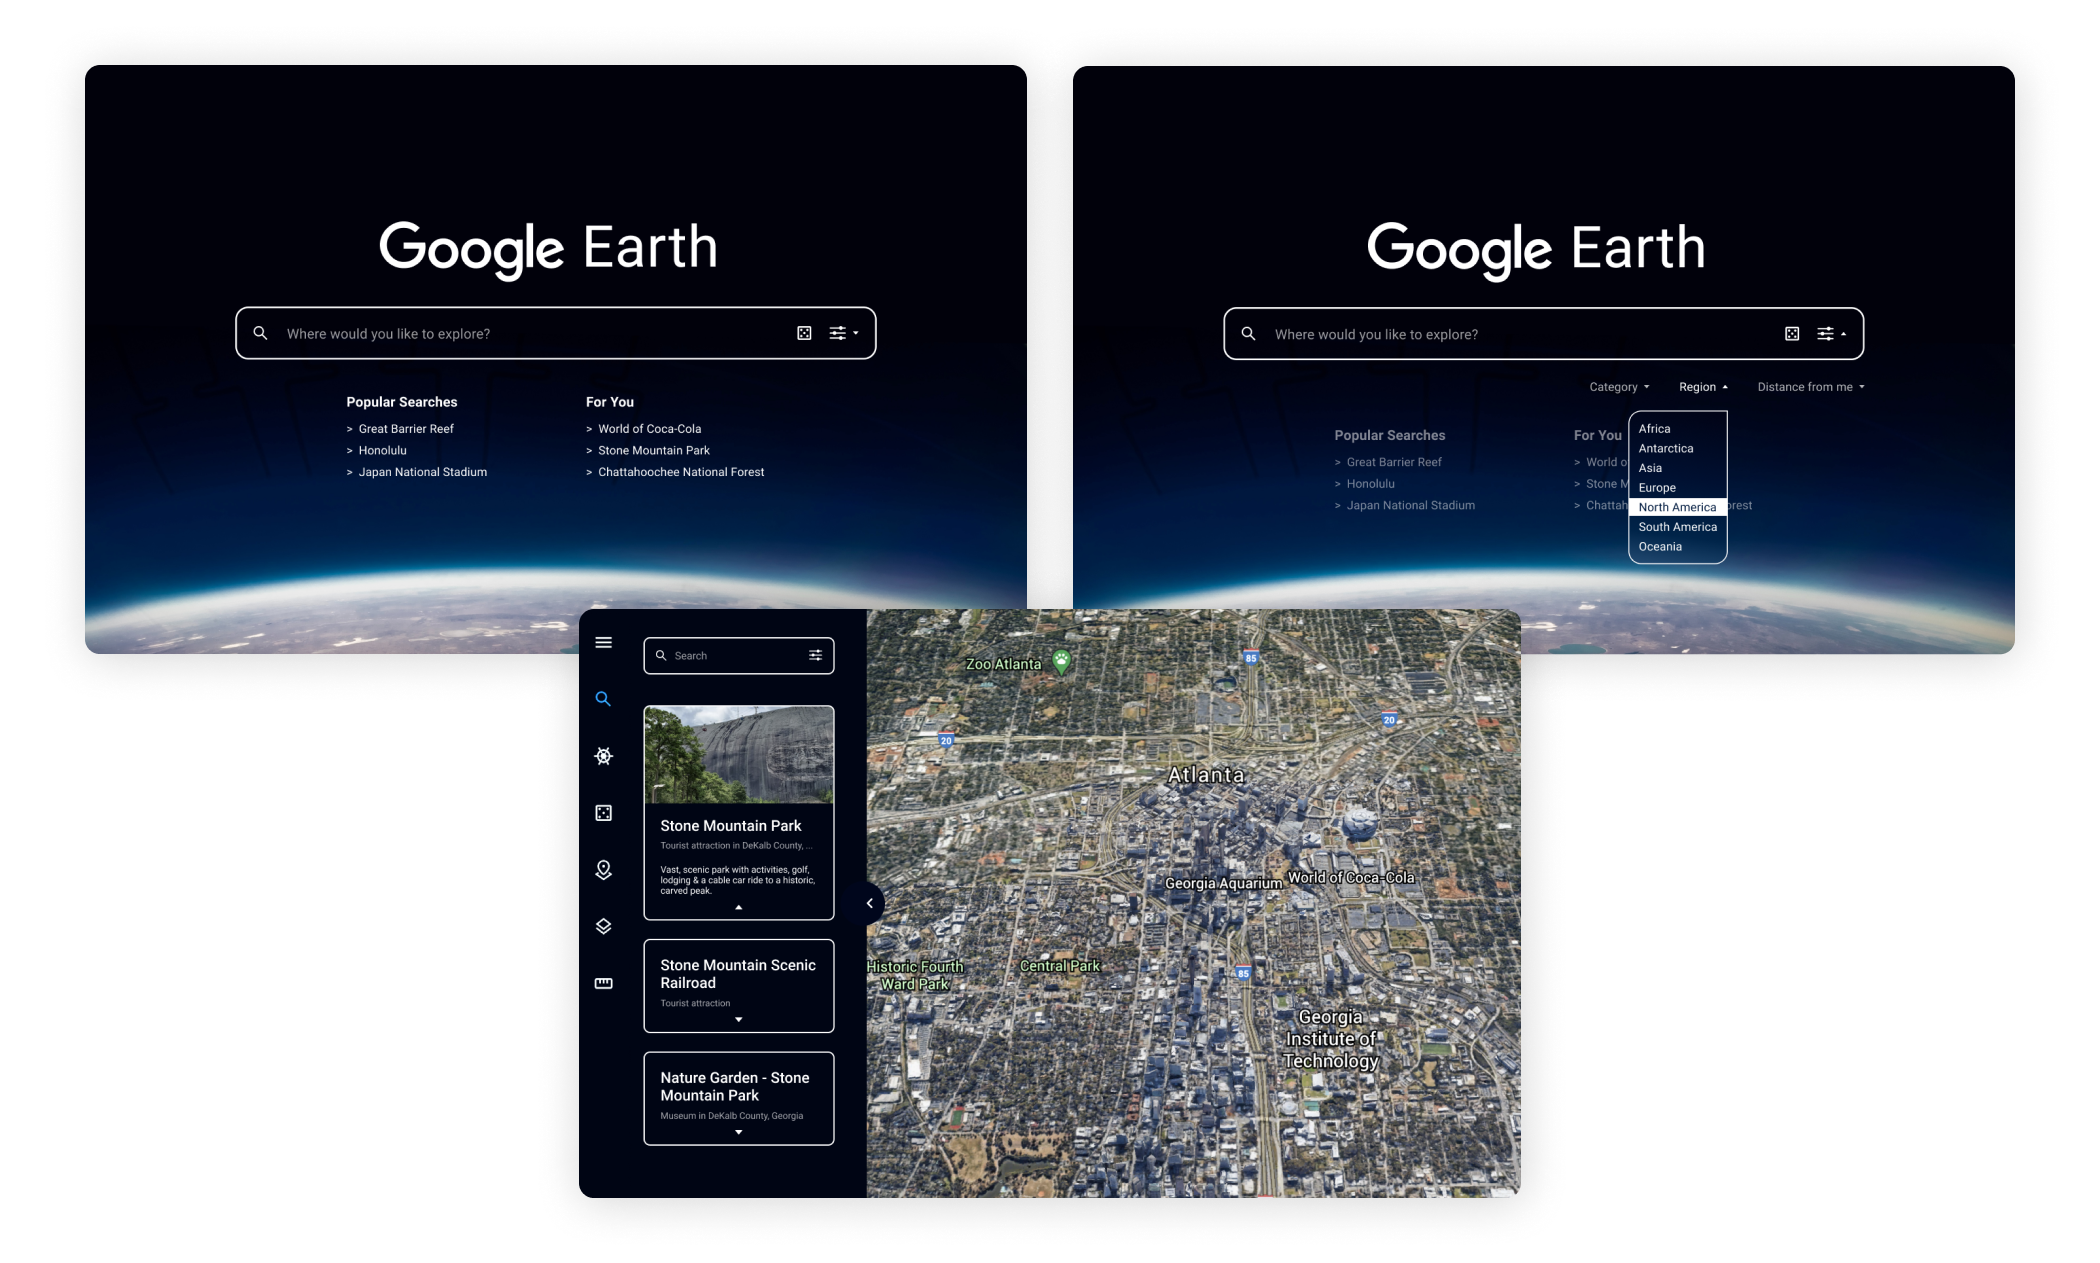 Google Earth
Where would you like to explore?
Popular Searches
> Great Barrier Reef
> Honolulu
> Japan National Stadium
For You
> World of Coca-Cola
> Stone Mountain Park
> Chattahoochee National Forest
Google Earth
Where would you like to explore?
Category
Region
Distance from me
Africa
Antarctica
Asia
Europe
North America
South America
Oceania
Popular Searches
> Great Barrier Reef
> Honolulu
> Japan National Stadium
For You
> World o
> Stone M
> Chattah orest
Search
Stone Mountain Park
Tourist attraction in DeKalb County, ...
Vast, scenic park with activities, golf,
lodging & a cable car ride to a historic,
carved peak.
Stone Mountain Scenic
Railroad
Tourist attraction
Nature Garden - Stone
Mountain Park
Museum in DeKalb County, Georgia
Zoo Atlanta
85
20
20
Atlanta
Georgia Aquarium
World of Coca-Cola
Historic Fourth
Ward Park
Central Park
85
Georgia
Institute of
Technology